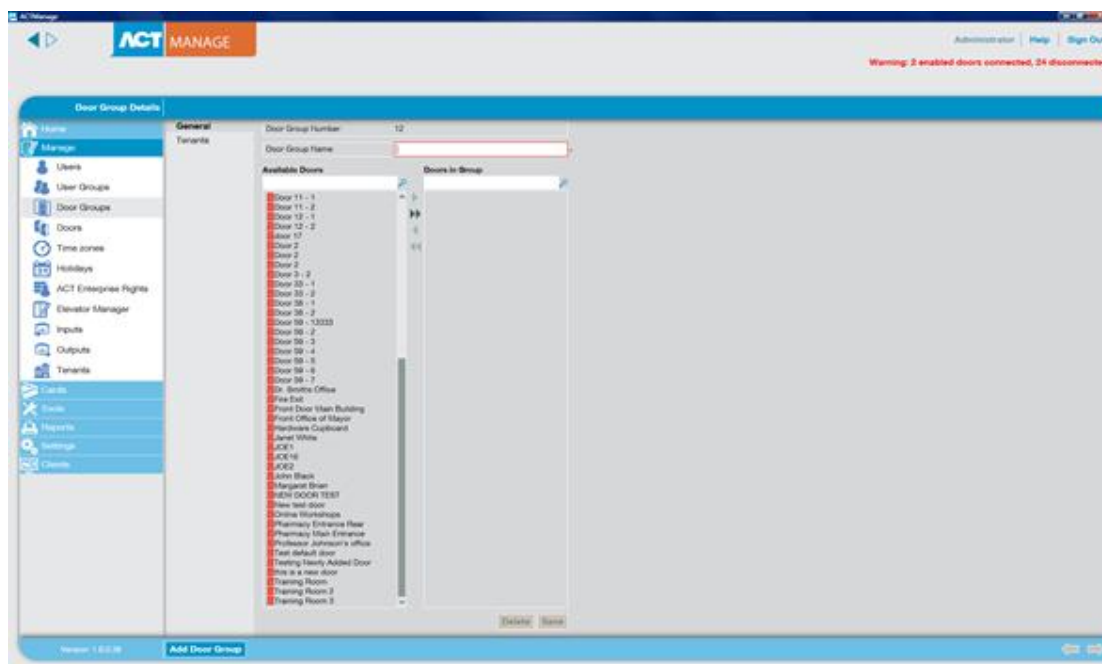 ACTManage
ACT MANAGE
Administrator Help Sign Ou
Warning: 2 enabled doors connected, 24 disconnecte
Door Group Details
Home
Manage
Users
User Groups
Door Groups
Doors
Time zones
Holidays
ACT Enterprise Rights
Elevator Manager
Inputs
Outputs
Tenants
Cards
Tools
Reports
Settings
Clients
General
Tenants
Door Group Number 12
Door Group Name
Available Doors Doors in Group
Door 11 - 1
Door 11 - 2
Door 12 - 1
Door 12 - 2
door 17
Door 2
Door 2
Door 2
Door 3 - 2
Door 33 - 1
Door 33 - 2
Door 38 - 1
Door 38 - 2
Door 59 - 2
Door 59 - 3
Door 59 - 4
Door 59 - 5
Door 59 - 6
Door 59 - 7
Dr. Smiths Office
Fire Exit
Front Door Main Building
Front Office of Mayor
Hardware Cupboard
Janet White
JOE1
JOE16
JOE2
John Black
Margaret Brien
NEW DOOR TEST
New test door
Online Workshops
Pharmacy Entrance Rear
Pharmacy Main Entrance
Professor Johnson's office
Test default door
Testing Newly Added Door
this is a new door
Training Room
Training Room 2
Training Room 3
Delete Save
Add Door Group